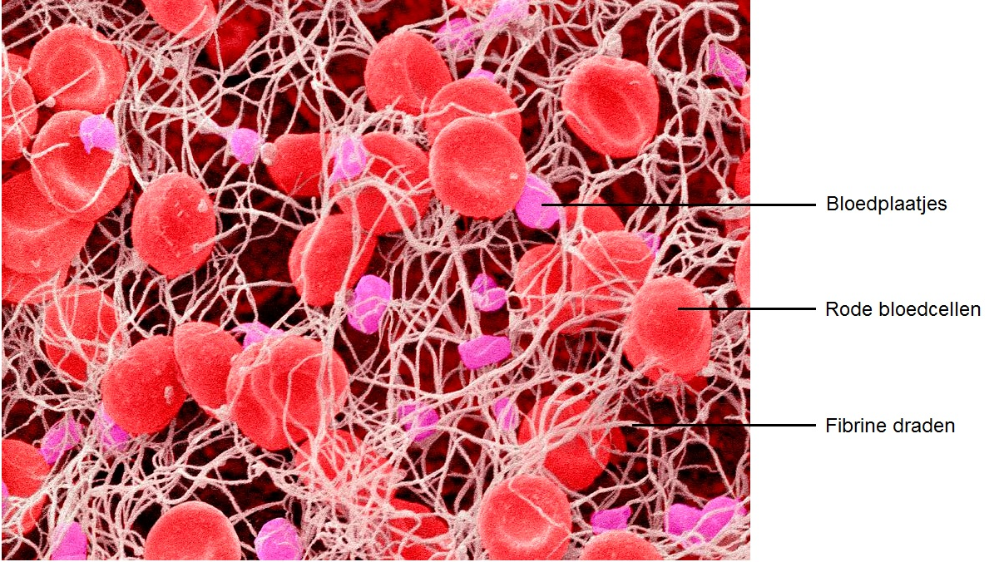 Bloedplaatjes
Rode bloedcellen
Fibrine draden